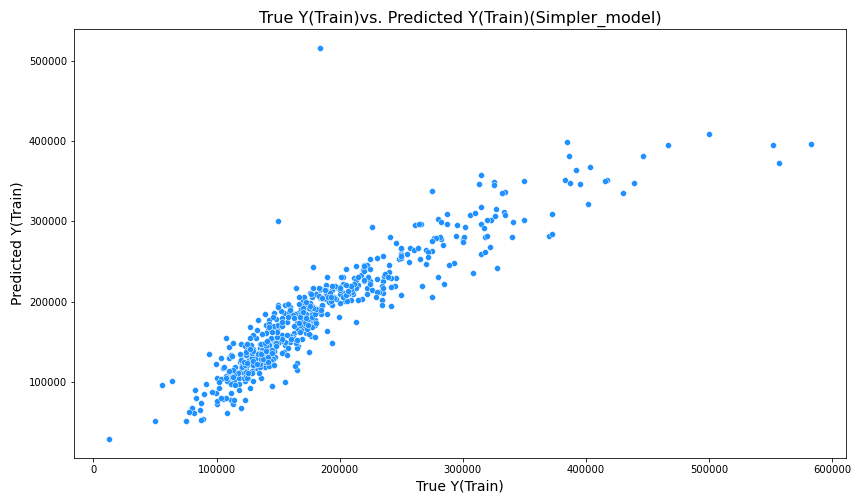 True Y(Train)vs. Predicted Y(Train)(Simpler_model)
Predicted Y(Train)
500000
400000
300000
200000
100000
0 100000 200000 300000 400000 500000 600000
True Y(Train)